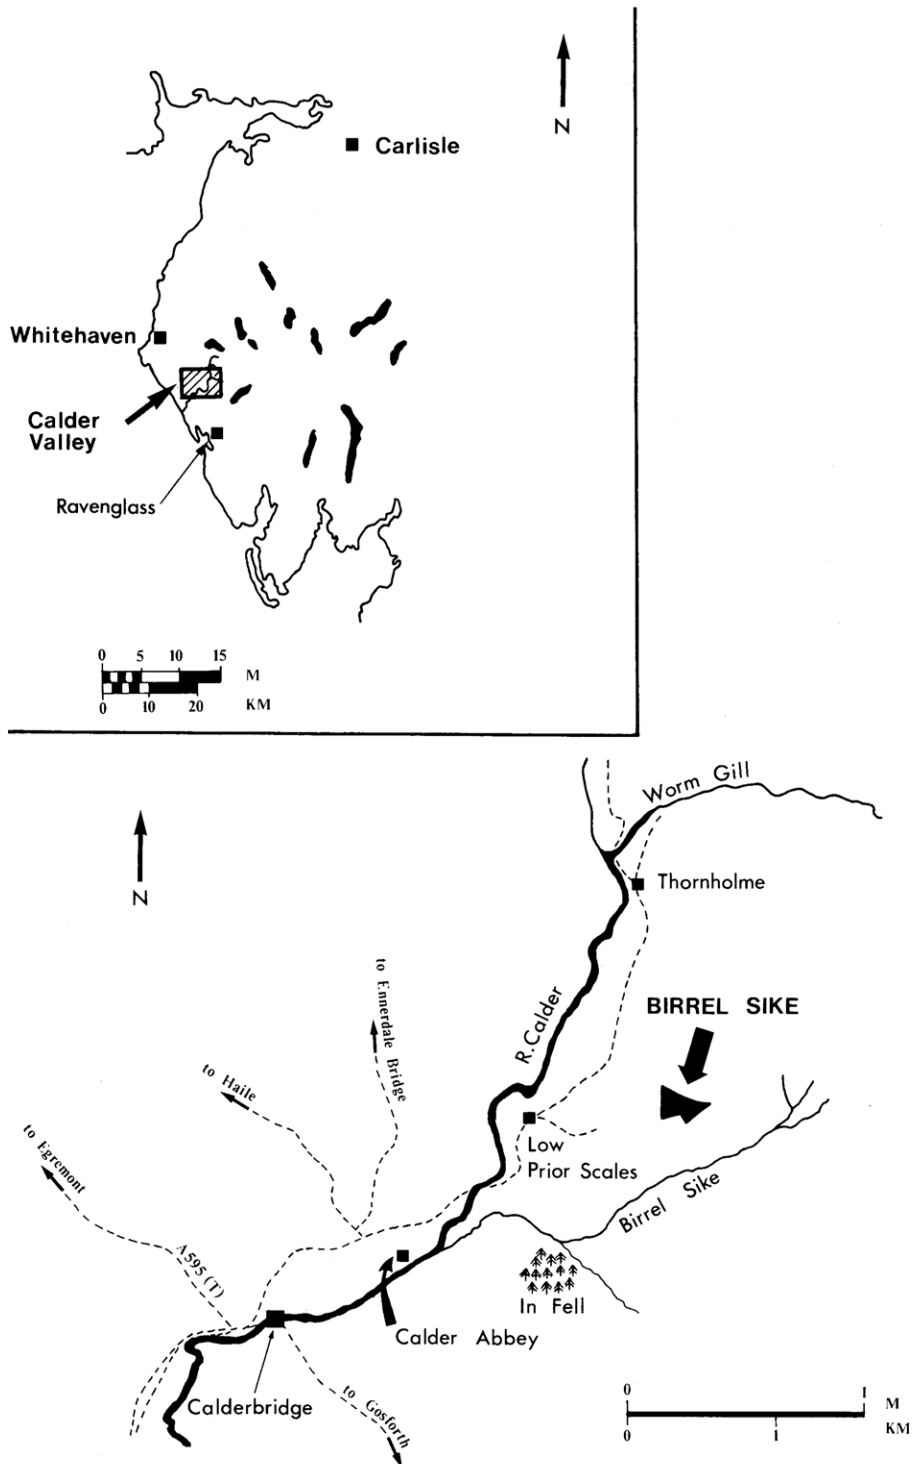 N
Carlisle
Whitehaven
Calder
Valley
Ravenglass
0 5 10 15
M
KM
0 10 20
Worm Gill
N
Thornholme
to Ennerdale Bridge
R. Calder
BIRREL SIKE
to Haile
to Egremont
Low
Prior Scales
Birrel Sike
A595 (T)
In Fell
Calder Abbey
Calderbridge
to Gosforth
0 1
M
KM
0 1